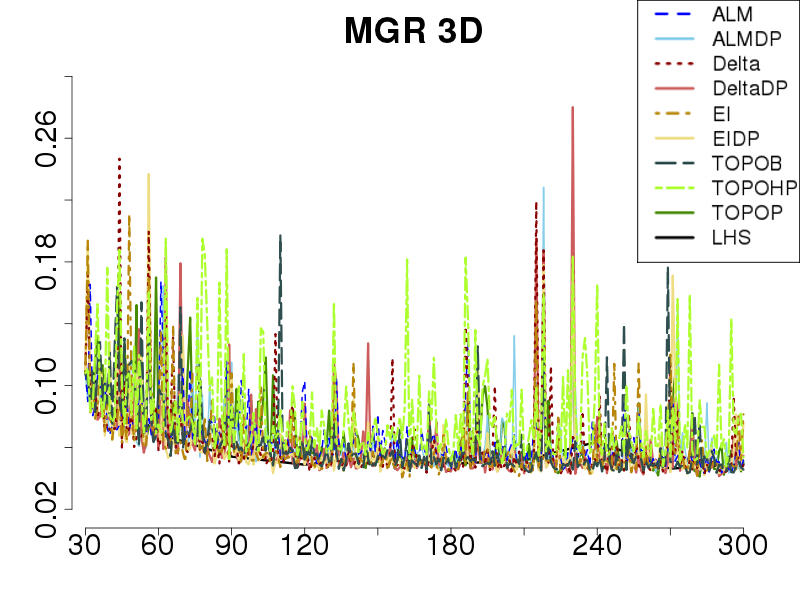 MGR 3D
ALM
ALMDP
Delta
DeltaDP
EI
EIDP
TOPOB
TOPOHP
TOPOP
LHS
0.26
0.18
0.10
0.02
30 60 90 120 180 240 300